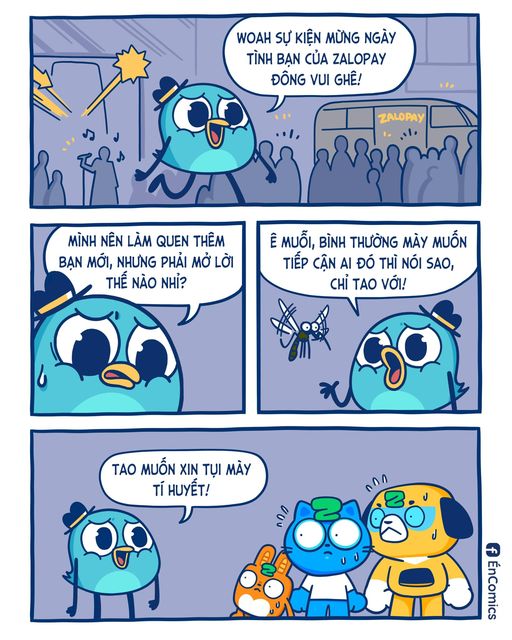 WOAH SỰ KIỆN MỪNG NGÀY
TÌNH BẠN CỦA ZALOPAY
ĐÔNG VUI GHÊ!
ZALOPAY
MÌNH NÊN LÀM QUEN THÊM
BẠN MỚI, NHƯNG PHẢI MỞ LỜI
THẾ NÀO NHỈ?
Ê MUỖI, BÌNH THƯỜNG MÀY MUỐN
TIẾP CẬN AI ĐÓ THÌ NÓI SAO,
CHỈ TAO VỚI!
TAO MUỐN XIN TỤI MÀY
TÍ HUYẾT!
ÉnComics